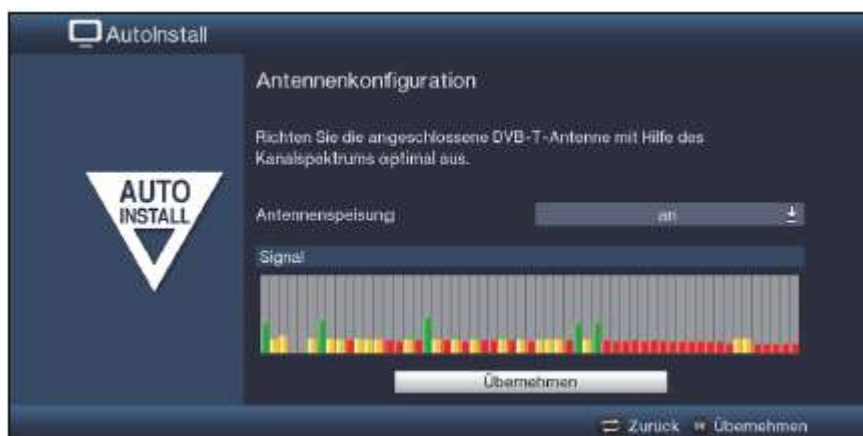 AutoInstall
Antennenkonfiguration
Richten Sie die angeschlossene DVB-T-Antenne mit Hilfe des
Kanalspektrums optimal aus.
AUTO
INSTALL
Antennenspeisung
an
Signal
Übernehmen
Zurück
Übernehmen